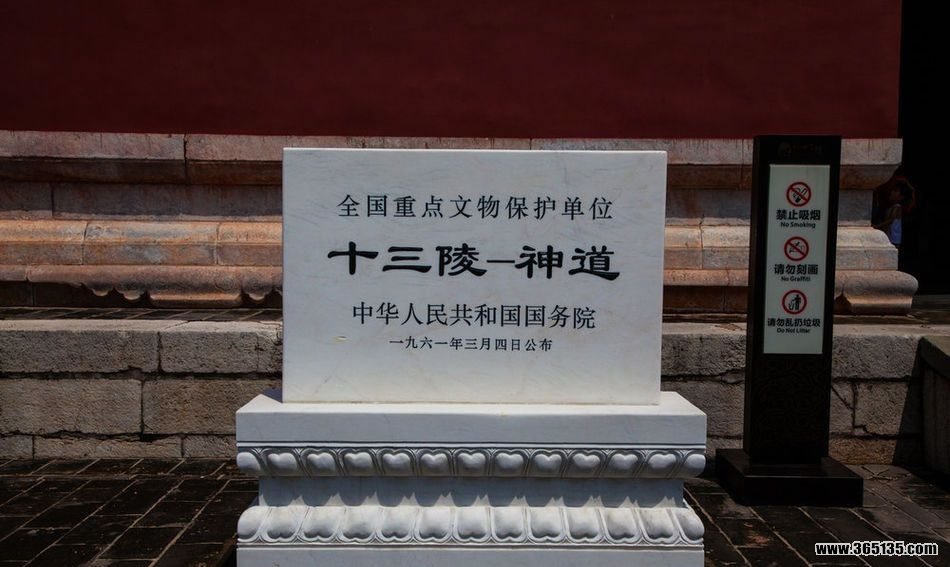 全国重点文物保护单位
十三陵—神道
中华人民共和国国务院
一九六一年三月四日公布
禁止吸烟
No Smoking
请勿刻画
No Graffiti
请勿乱扔垃圾
Do Not Litter
www.365135.com